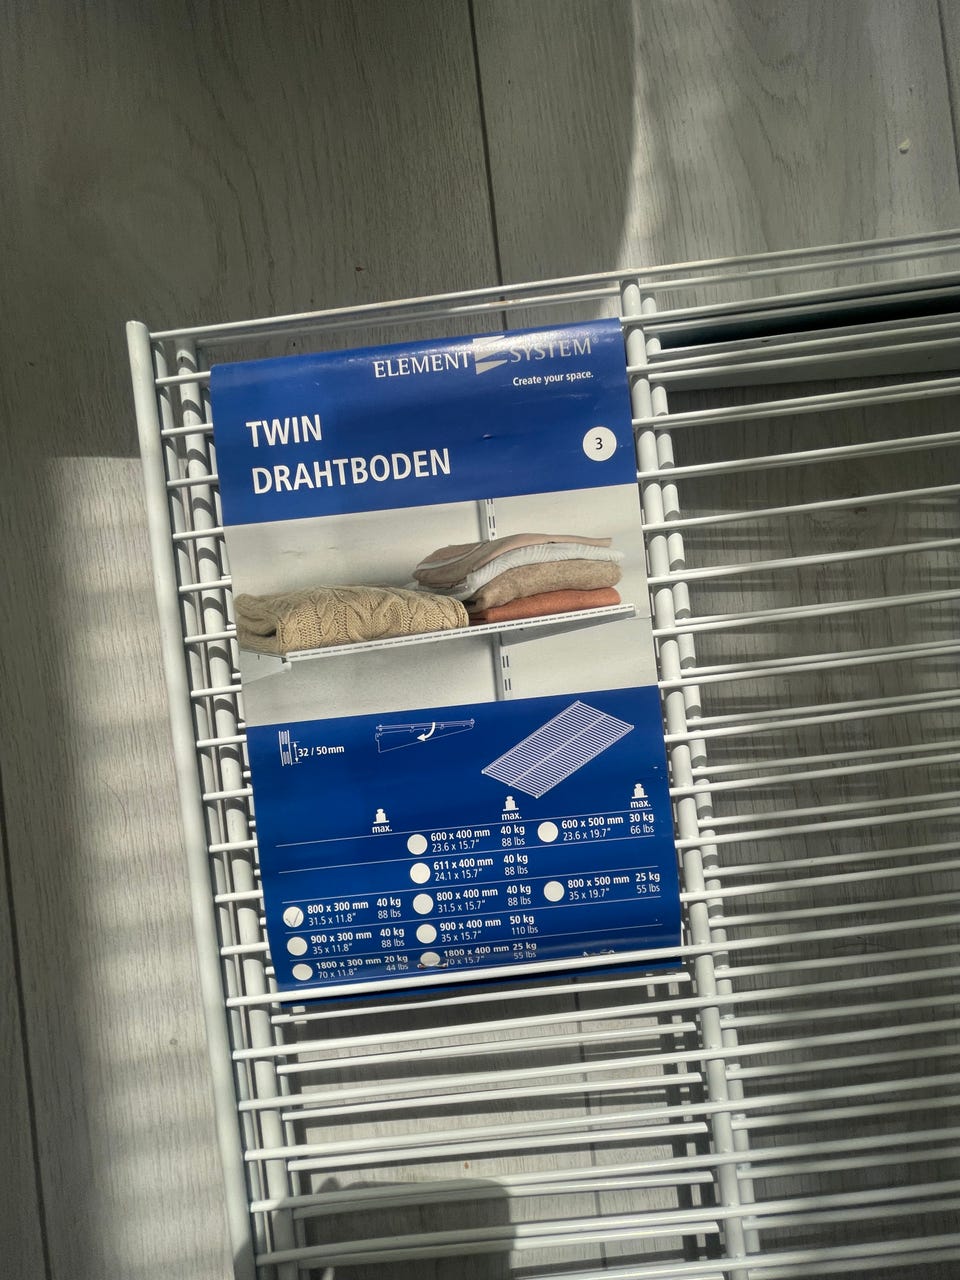 ELEMENT SYSTEM®
Create your space.
TWIN
DRAHTBODEN
3
32 / 50 mm
max. max. max.
600 x 400 mm 40 kg 600 x 500 mm 30 kg
23.6 x 15.7" 88 lbs 23.6 x 19.7" 66 lbs
611 x 400 mm 40 kg
24.1 x 15.7" 88 lbs
800 x 300 mm 40 kg 800 x 400 mm 40 kg 800 x 500 mm 25 kg
31.5 x 11.8" 88 lbs 31.5 x 15.7" 88 lbs 35 x 19.7" 55 lbs
900 x 300 mm 40 kg 900 x 400 mm 50 kg
35 x 11.8" 88 lbs 35 x 15.7" 110 lbs
1800 x 300 mm 20 kg 1800 x 400 mm 25 kg
70 x 11.8" 44 lbs 70 x 15.7" 55 lbs